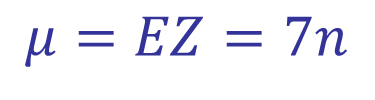 μ = EZ = 7n